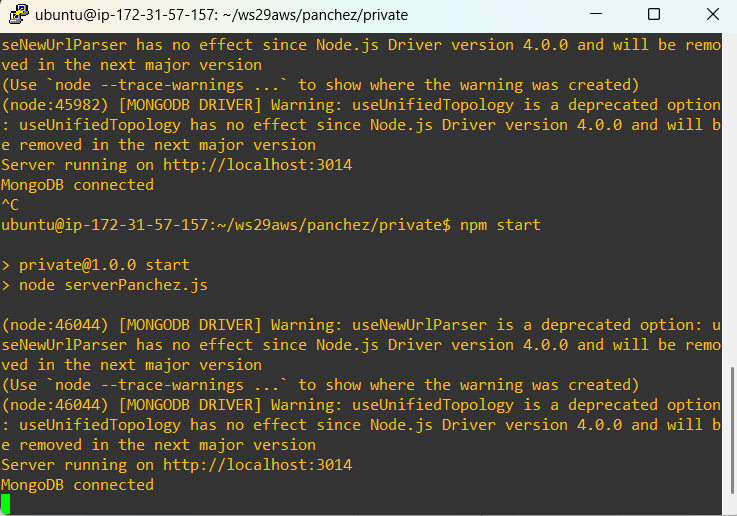 ubuntu@ip-172-31-57-157: ~/ws29aws/panchez/private
seNewUrlParser has no effect since Node.js Driver version 4.0.0 and will be remo
ved in the next major version
(Use `node --trace-warnings ...` to show where the warning was created)
(node:45982) [MONGODB DRIVER] Warning: useUnifiedTopology is a deprecated option
: useUnifiedTopology has no effect since Node.js Driver version 4.0.0 and will b
e removed in the next major version
Server running on http://localhost:3014
MongoDB connected
^C
ubuntu@ip-172-31-57-157:~/ws29aws/panchez/private$ npm start
> private@1.0.0 start
> node serverPanchez.js
(node:46044) [MONGODB DRIVER] Warning: useNewUrlParser is a deprecated option: u
seNewUrlParser has no effect since Node.js Driver version 4.0.0 and will be remo
ved in the next major version
(Use `node --trace-warnings ...` to show where the warning was created)
(node:46044) [MONGODB DRIVER] Warning: useUnifiedTopology is a deprecated option
: useUnifiedTopology has no effect since Node.js Driver version 4.0.0 and will b
e removed in the next major version
Server running on http://localhost:3014
MongoDB connected